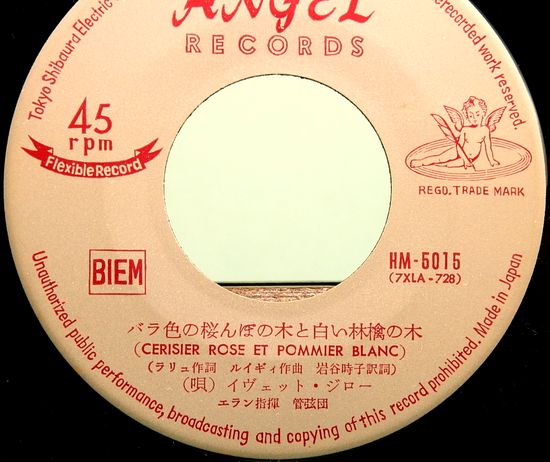 ANGEL
RECORDS
Tokyo Shibaura Electric
recorded work reserved.
45
rpm
Flexible Record
REGD. TRADE MARK
BIEM
HM-5015
(7XLA-728)
バラ色の桜んぼの木と白い林檎の木
(CERISIER ROSE ET POMMIER BLANC)
(ラリュ作詞 ルイギィ作曲 岩谷時子訳詞)
(唄) イヴェット・ジロー
エラン指揮 管弦団
Unauthorized public performance, broadcasting and copying of this record prohibited. Made in Japan